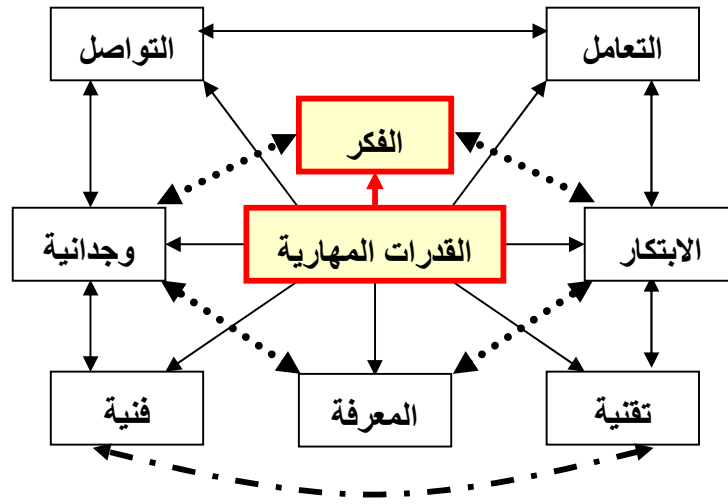 التعامل
التواصل
الفكر
الابتكار
القدرات المهارية
وجدانية
تقنية
المعرفة
فنية